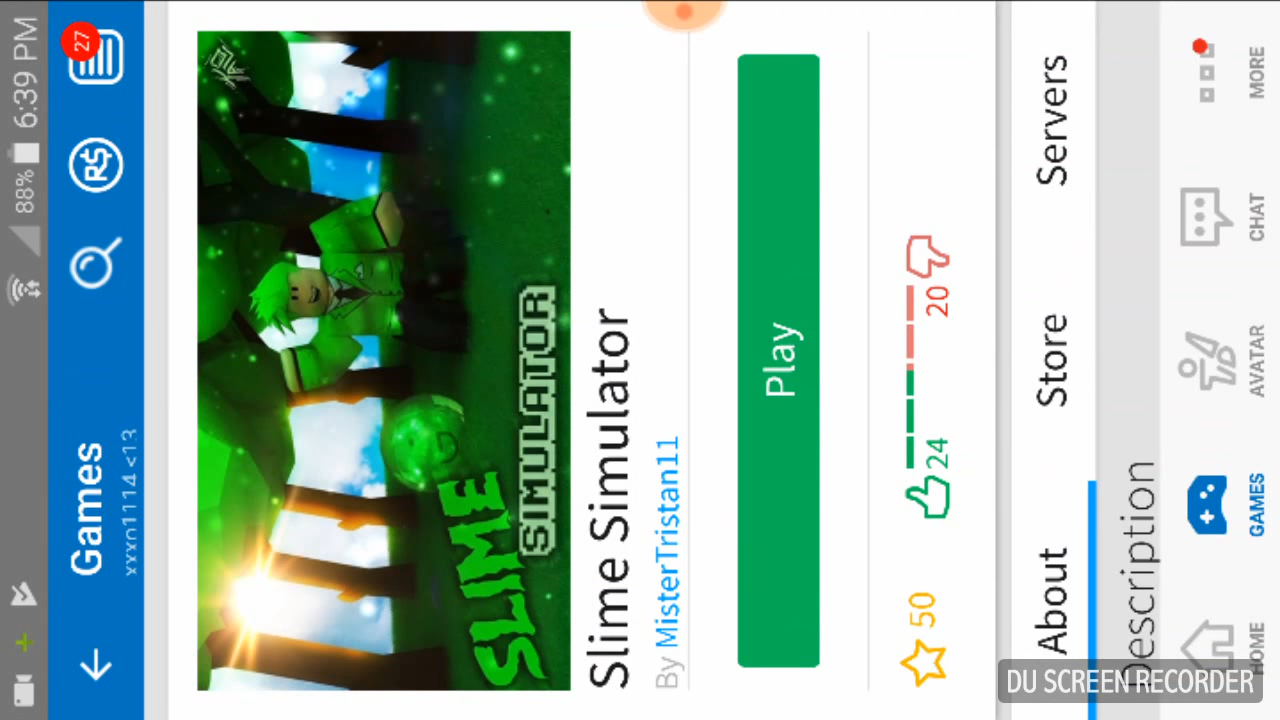 88% 6:39 PM
Games
xxxn1114 <13
R$
27
SLIME
SIMULATOR
Slime Simulator
By MisterTristan11
Play
50
24
20
About
Store
Servers
Description
HOME
GAMES
AVATAR
CHAT
MORE
DU SCREEN RECORDER